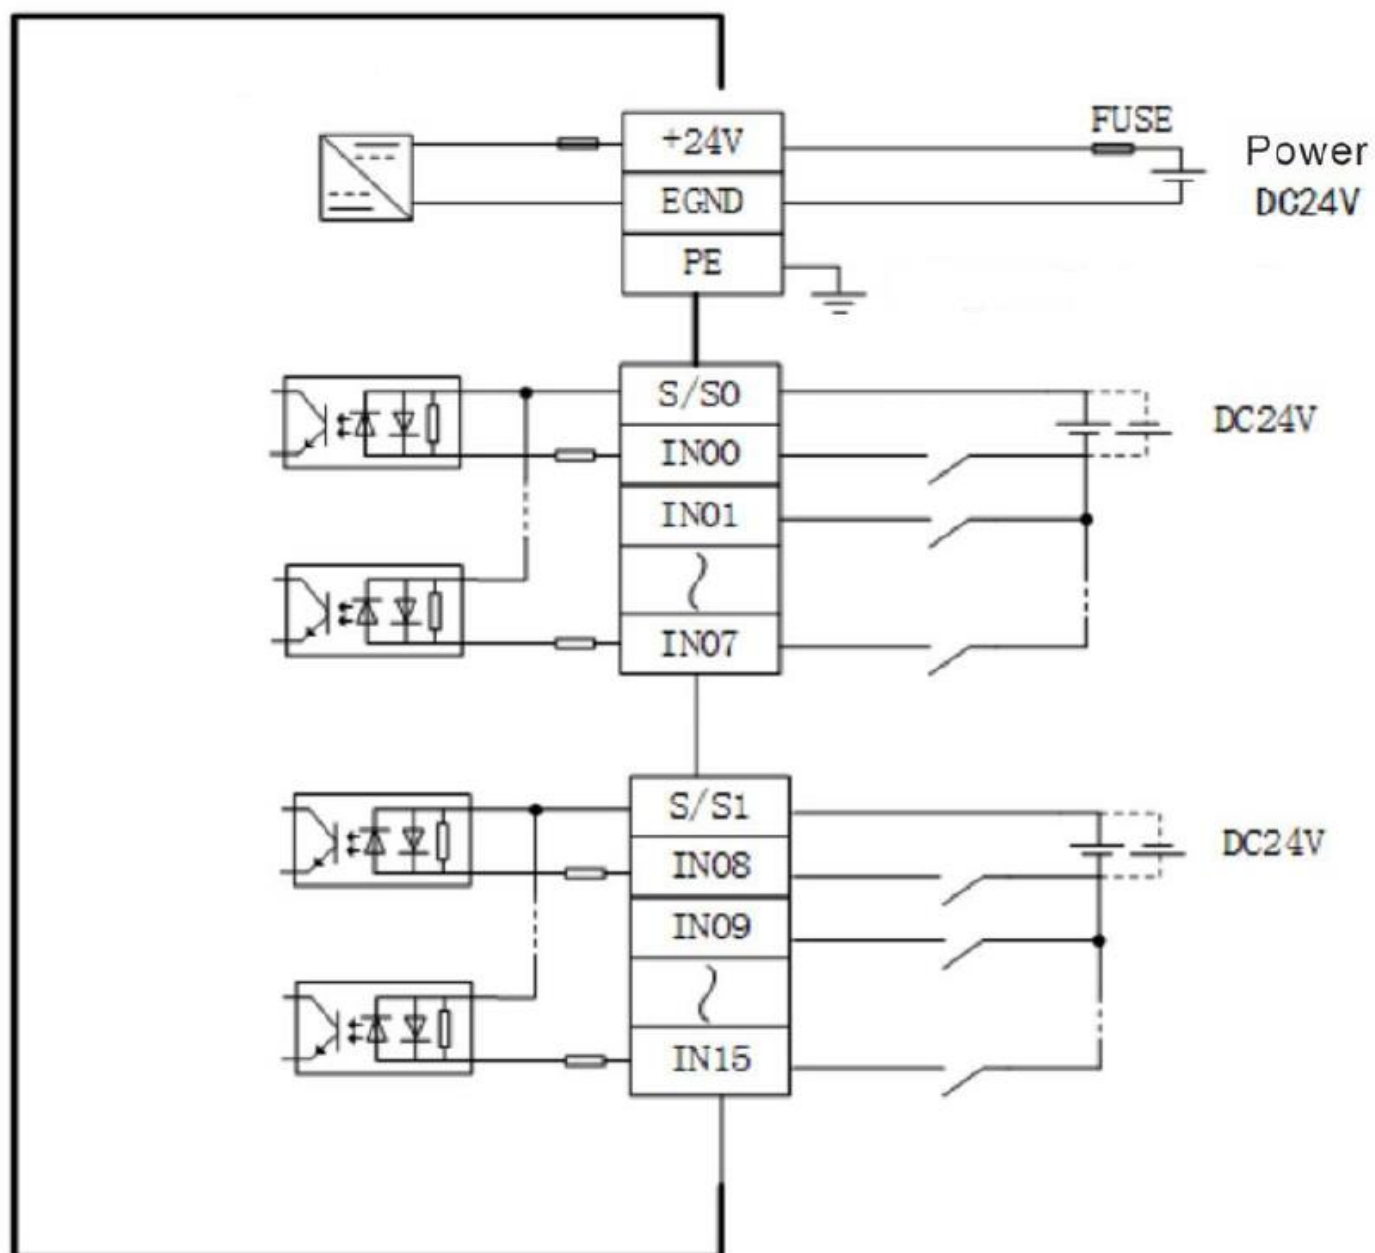 FUSE
+24V
Power
EGND
DC24V
PE
S/S0
DC24V
IN00
IN01
IN07
S/S1
DC24V
IN08
IN09
IN15